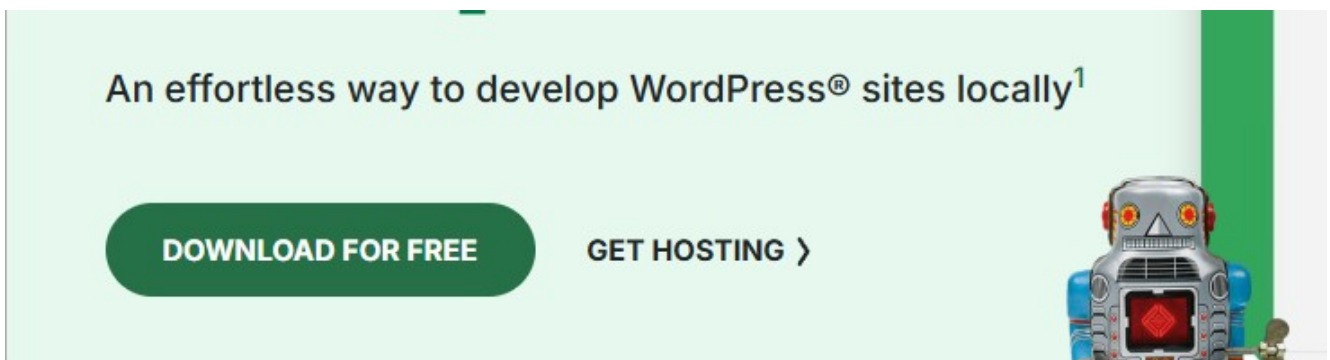 An effortless way to develop WordPress® sites locally¹
DOWNLOAD FOR FREE
GET HOSTING ❯